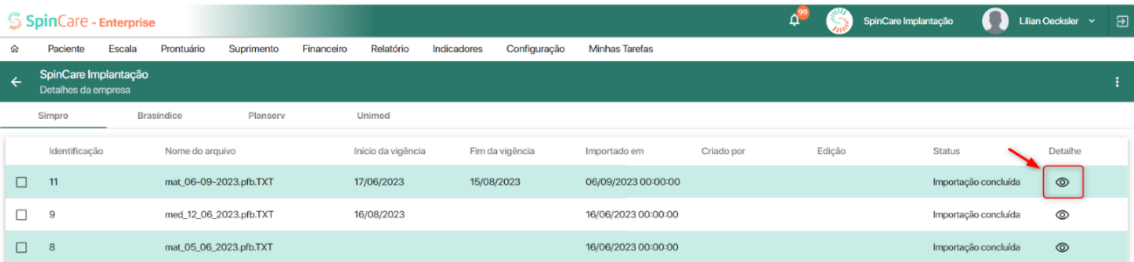 SpinCare - Enterprise 99 SpinCare Implantação Lilian Oecksler
Paciente Escala Prontuário Suprimento Financeiro Relatório Indicadores Configuração Minhas Tarefas
SpinCare Implantação
Detalhes da empresa
Simpro Brasíndice Planserv Unimed
Identificação Nome do arquivo Início da vigência Fim da vigência Importado em Criado por Edição Status Detalhe
11 mat_06-09-2023.pfb.TXT 17/06/2023 15/08/2023 06/09/2023 00:00:00 Importação concluída
9 med_12_06_2023.pfb.TXT 16/08/2023 16/06/2023 00:00:00 Importação concluída
8 mat_05_06_2023.pfb.TXT 16/06/2023 00:00:00 Importação concluída